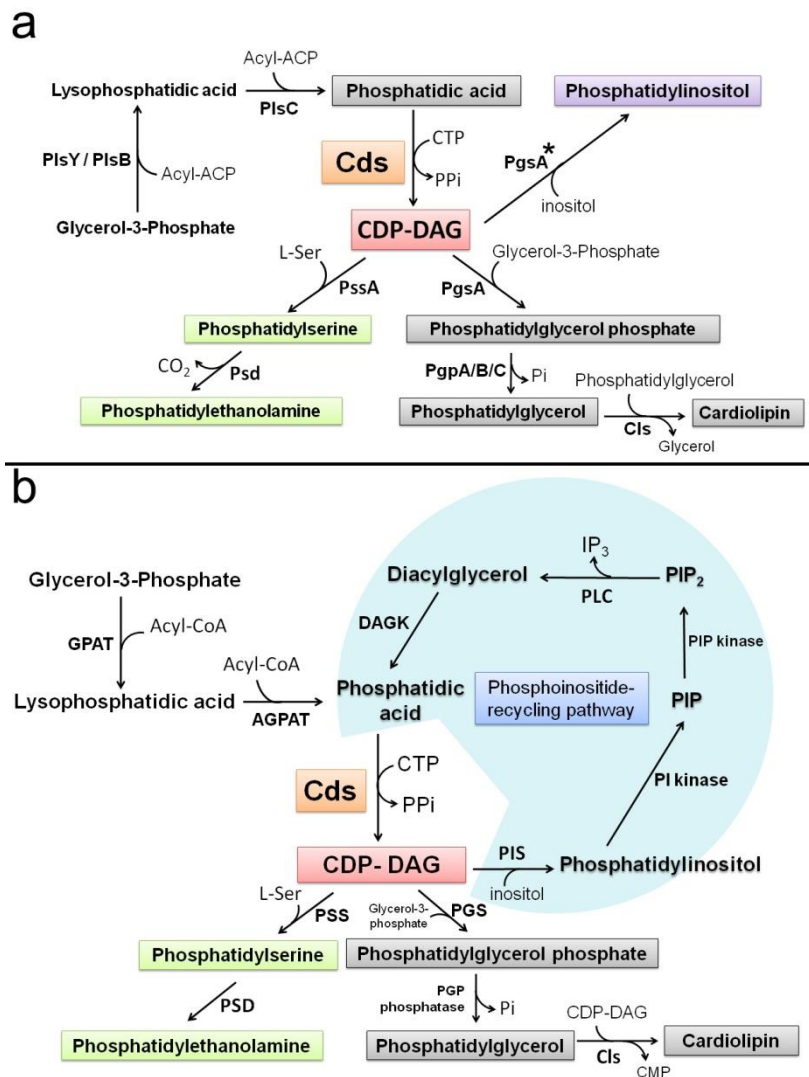 a
Acyl-ACP
Lysophosphatidic acid
PlsC
Phosphatidic acid
Phosphatidylinositol
PlsY / PlsB
Acyl-ACP
Cds
CTP
PPi
PgsA*
inositol
Glycerol-3-Phosphate
CDP-DAG
L-Ser
PssA
PgsA
Glycerol-3-Phosphate
Phosphatidylserine
Phosphatidylglycerol phosphate
CO2
Psd
PgpA/B/C
Pi
Phosphatidylglycerol
Phosphatidylethanolamine
Phosphatidylglycerol
Cls
Glycerol
Cardiolipin
b
Glycerol-3-Phosphate
GPAT
Acyl-CoA
Lysophosphatidic acid
Acyl-CoA
AGPAT
Diacylglycerol
IP3
PLC
PIP2
DAGK
PIP kinase
Phosphatidic
acid
Phosphoinositide-
recycling pathway
PIP
Cds
CTP
PPi
PI kinase
CDP- DAG
PIS
inositol
Phosphatidylinositol
L-Ser
PSS
Glycerol-3-
phosphate
PGS
Phosphatidylserine
Phosphatidylglycerol phosphate
PSD
PGP
phosphatase
Pi
CDP-DAG
Phosphatidylethanolamine
Phosphatidylglycerol
Cls
CMP
Cardiolipin